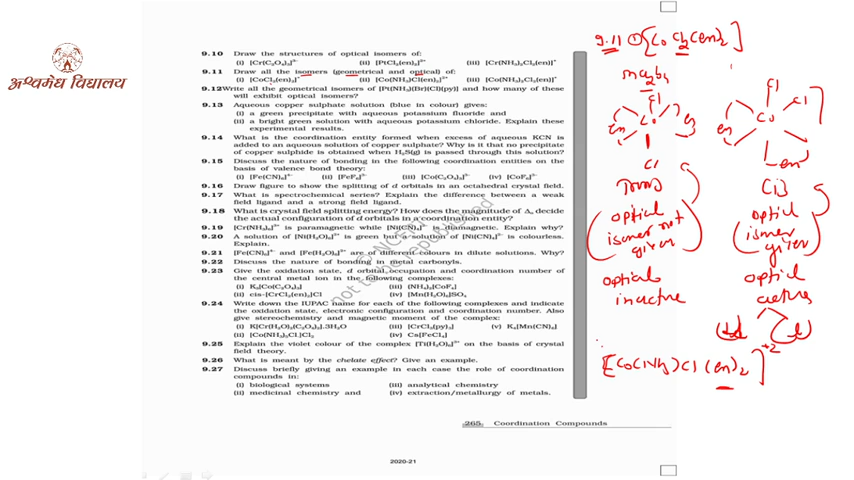 अश्वमेध विद्यालय
9.10 Draw the structures of optical isomers of:
(i) [Cr(C₂O₄)₃]³⁻ (ii) [PtCl₂(en)₂]²⁺ (iii) [Cr(NH₃)₂Cl₂(en)]⁺
9.11 Draw all the isomers (geometrical and optical) of:
(i) [CoCl₂(en)₂]⁺ (ii) [Co(NH₃)Cl(en)₂]²⁺ (iii) [Co(NH₃)₂Cl₂(en)]⁺
9.12 Write all the geometrical isomers of [Pt(NH₃)(Br)(Cl)(py)] and how many of these
will exhibit optical isomers?
9.13 Aqueous copper sulphate solution (blue in colour) gives:
(i) a green precipitate with aqueous potassium fluoride and
(ii) a bright green solution with aqueous potassium chloride. Explain these
experimental results.
9.14 What is the coordination entity formed when excess of aqueous KCN is
added to an aqueous solution of copper sulphate? Why is it that no precipitate
of copper sulphide is obtained when H₂S(g) is passed through this solution?
9.15 Discuss the nature of bonding in the following coordination entities on the
basis of valence bond theory:
(i) [Fe(CN)₆]⁴⁻ (ii) [FeF₆]³⁻ (iii) [Co(C₂O₄)₃]³⁻ (iv) [CoF₆]³⁻
9.16 Draw figure to show the splitting of d orbitals in an octahedral crystal field.
9.17 What is spectrochemical series? Explain the difference between a weak
field ligand and a strong field ligand.
9.18 What is crystal field splitting energy? How does the magnitude of Δₒ decide
the actual configuration of d orbitals in a coordination entity?
9.19 [Cr(NH₃)₆]³⁺ is paramagnetic while [Ni(CN)₄]²⁻ is diamagnetic. Explain why?
9.20 A solution of [Ni(H₂O)₆]²⁺ is green but a solution of [Ni(CN)₄]²⁻ is colourless.
Explain.
9.21 [Fe(CN)₆]⁴⁻ and [Fe(H₂O)₆]²⁺ are of different colours in dilute solutions. Why?
9.22 Discuss the nature of bonding in metal carbonyls.
9.23 Give the oxidation state, d orbital occupation and coordination number of
the central metal ion in the following complexes:
(i) K₃[Co(C₂O₄)₃] (iii) (NH₄)₂[CoF₄]
(ii) cis-[CrCl₂(en)₂]Cl (iv) [Mn(H₂O)₆]SO₄
9.24 Write down the IUPAC name for each of the following complexes and indicate
the oxidation state, electronic configuration and coordination number. Also
give stereochemistry and magnetic moment of the complex:
(i) K[Cr(H₂O)₂(C₂O₄)₂].3H₂O (iii) [CrCl₃(py)₃] (v) K₄[Mn(CN)₆]
(ii) [Co(NH₃)₅Cl]Cl₂ (iv) Cs[FeCl₄]
9.25 Explain the violet colour of the complex [Ti(H₂O)₆]³⁺ on the basis of crystal
field theory.
9.26 What is meant by the chelate effect? Give an example.
9.27 Discuss briefly giving an example in each case the role of coordination
compounds in:
(i) biological systems (iii) analytical chemistry
(ii) medicinal chemistry and (iv) extraction/metallurgy of metals.
not to be republished
265 Coordination Compounds
2020-21
9.11 ① [Co Cl₂(en)₂]
Cl Cl
Cl
en Co en en Co
en
Cl
Trans Cis
optical optical
isomer not isomer
given given
optical optical
inactive active
d l
[Co(NH₃)Cl(en)₂]⁺²